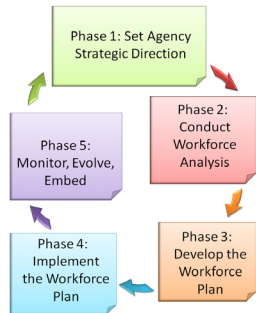 Phase 1: Set Agency
Strategic Direction
Phase 2:
Conduct
Workforce
Analysis
Phase 3:
Develop the
Workforce
Plan
Phase 4:
Implement
the Workforce
Plan
Phase 5:
Monitor, Evolve,
Embed